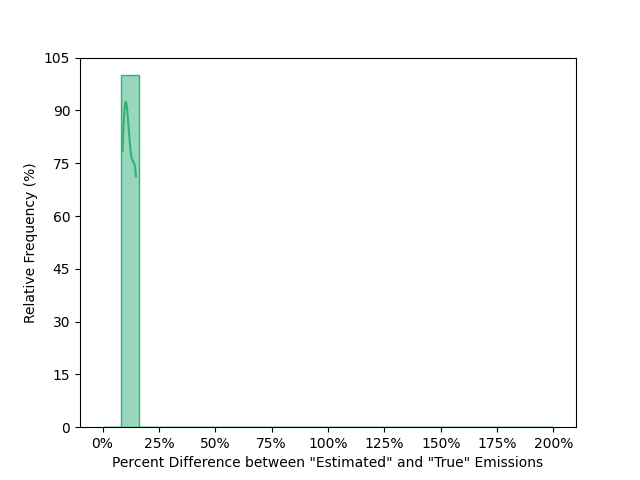 105
90
75
60
45
30
15
0
Relative Frequency (%)
0% 25% 50% 75% 100% 125% 150% 175% 200%
Percent Difference between "Estimated" and "True" Emissions